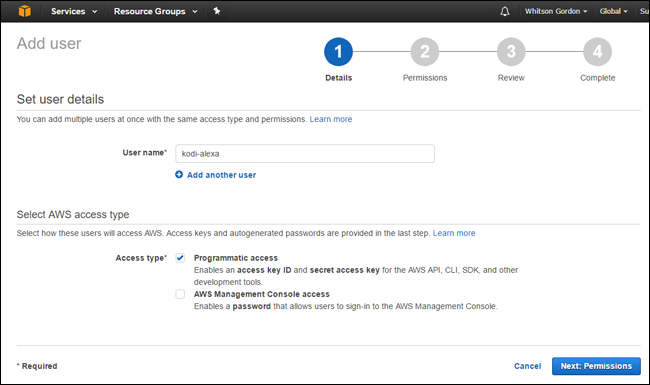 Services Resource Groups Whitson Gordon Global Su
Add user
1 2 3 4
Details Permissions Review Complete
Set user details
You can add multiple users at once with the same access type and permissions. Learn more
User name* kodi-alexa
Add another user
Select AWS access type
Select how these users will access AWS. Access keys and autogenerated passwords are provided in the last step. Learn more
Access type* Programmatic access
Enables an access key ID and secret access key for the AWS API, CLI, SDK, and other
development tools.
AWS Management Console access
Enables a password that allows users to sign-in to the AWS Management Console.
* Required Cancel Next: Permissions